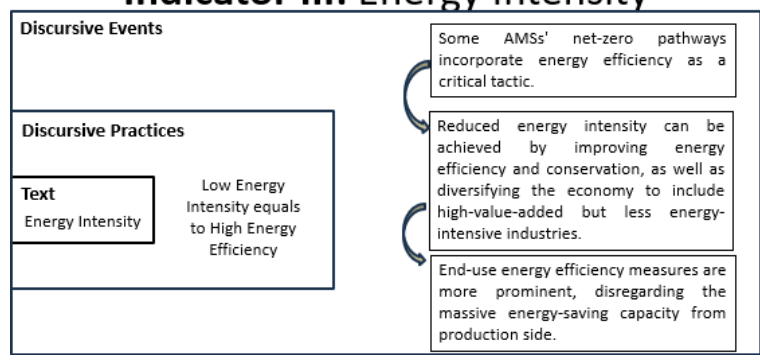 Indicator III. Energy Intensity
Discursive Events
Some AMSs' net-zero pathways
incorporate energy efficiency as a
critical tactic.
Discursive Practices
Text
Energy Intensity
Low Energy
Intensity equals
to High Energy
Efficiency
Reduced energy intensity can be
achieved by improving energy
efficiency and conservation, as well as
diversifying the economy to include
high-value-added but less energy-
intensive industries.
End-use energy efficiency measures are
more prominent, disregarding the
massive energy-saving capacity from
production side.